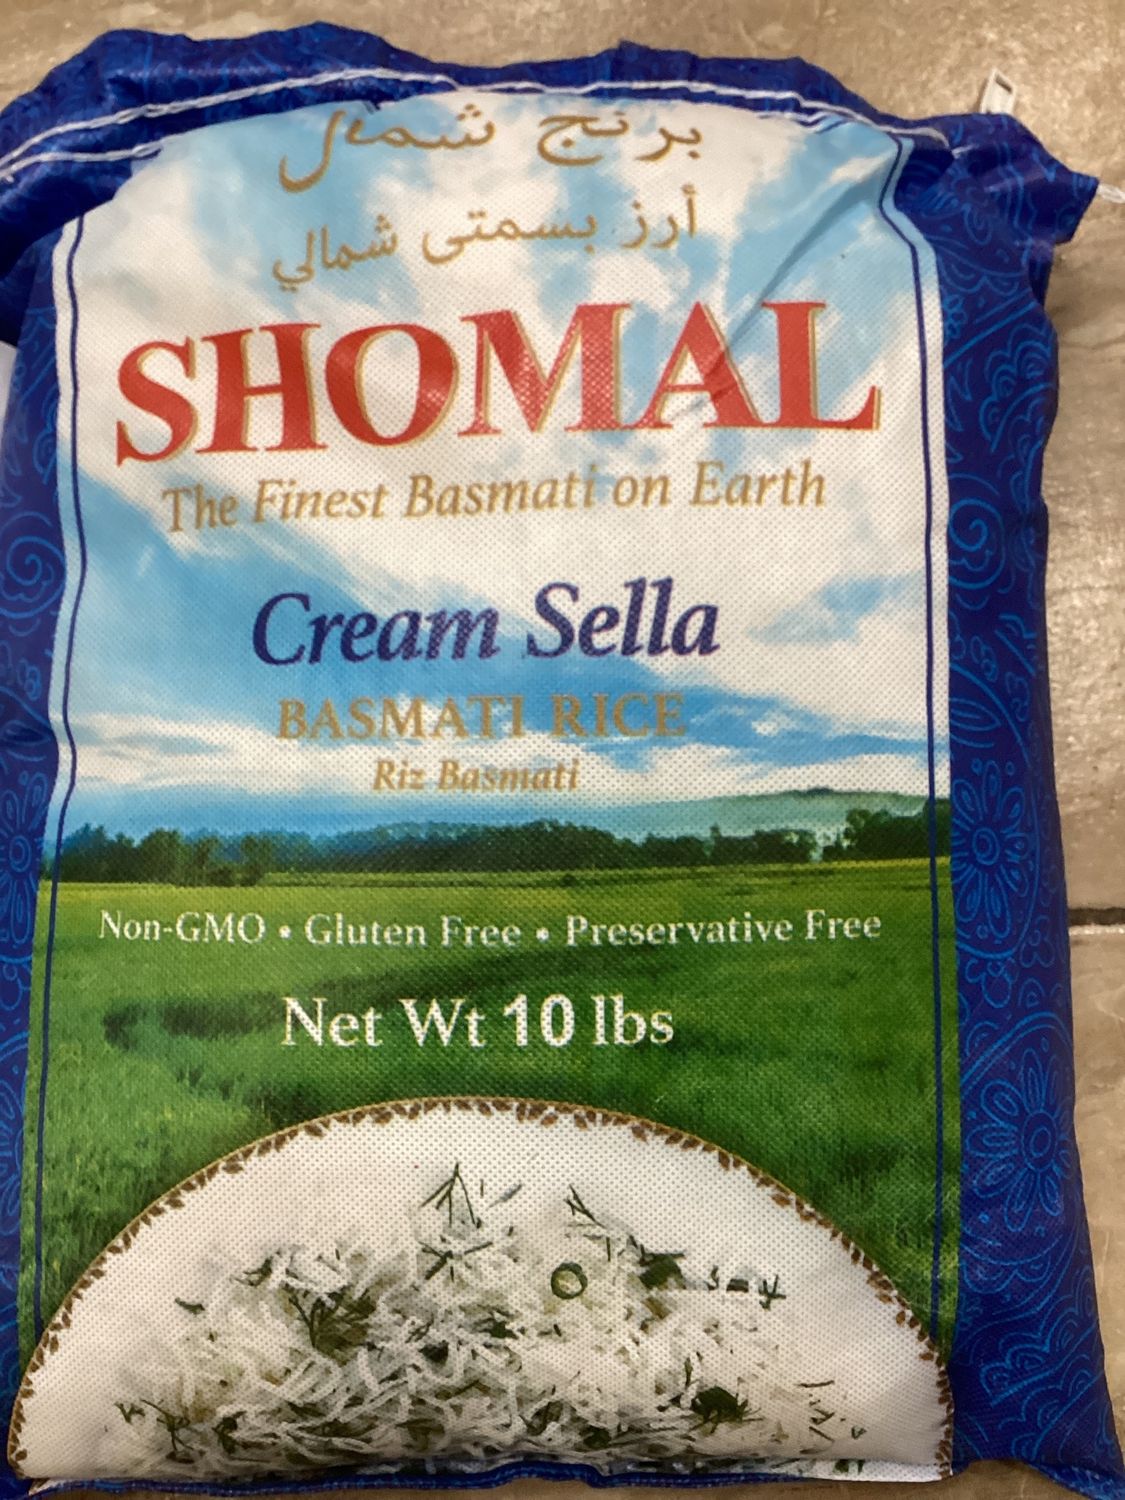 برنج شمال
أرز بسمتى شمالي
SHOMAL
The Finest Basmati on Earth
Cream Sella
BASMATI RICE
Riz Basmati
Non-GMO • Gluten Free • Preservative Free
Net Wt 10 lbs